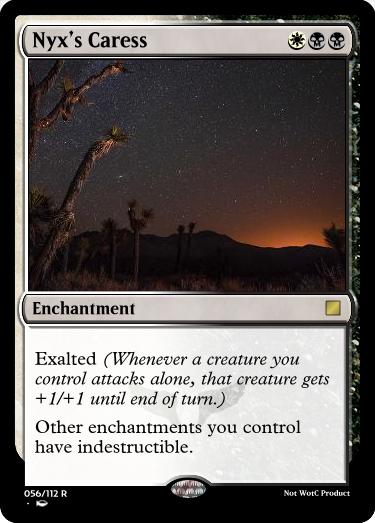 Nyx's Caress
Enchantment
Exalted (Whenever a creature you
control attacks alone, that creature gets
+1/+1 until end of turn.)
Other enchantments you control
have indestructible.
056/112 R
Not WotC Product